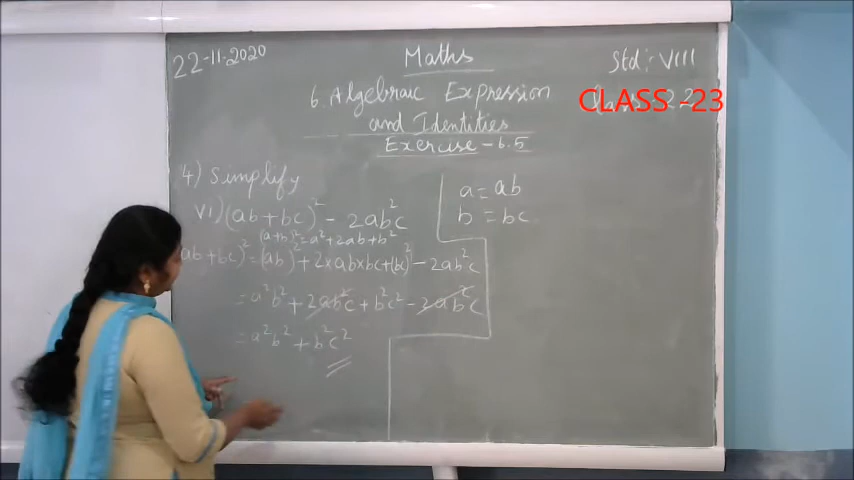 22-11-2020
Maths
Std:- VIII
6. Algebraic Expression
CLASS -23
and Identities
Exercise - 6.5
4) Simplify
vi) (ab + bc)² - 2ab²c
(a+b)² = a² + 2ab + b²
ab + bc)² = (ab)² + 2×ab×bc + (bc)² - 2ab²c
= a²b² + 2ab²c + b²c² - 2ab²c
= a²b² + b²c²
a = ab
b = bc